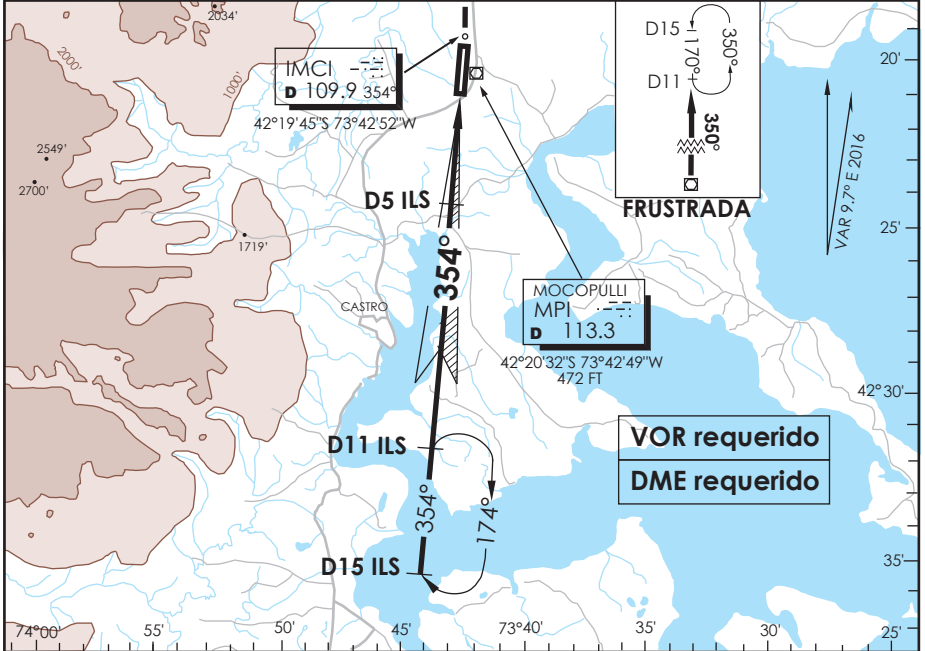 2034'
2000'
1000'
IMCI
D 109.9 354°
42°19'45"S 73°42'52"W
D15
170°
350°
D11
350°
FRUSTRADA
20'
VAR 9.7° E 2016
2549'
2700'
1719'
D5 ILS
25'
354°
CASTRO
MOCOPULLI
MPI
D 113.3
42°20'32"S 73°42'49"W
472 FT
42°30'
VOR requerido
DME requerido
D11 ILS
354°
174°
D15 ILS
35'
74°00'
55'
50'
45'
73°40'
35'
30'
25'